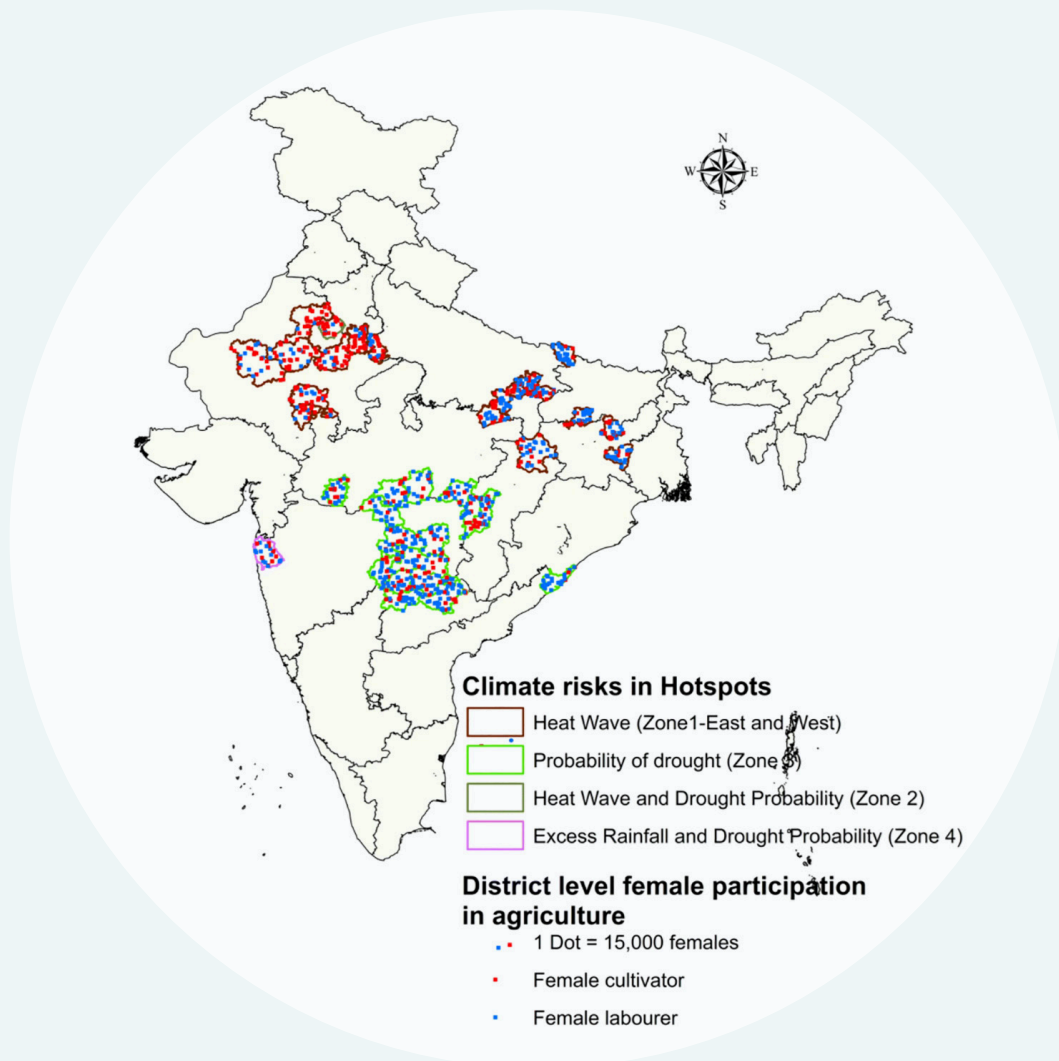 N
W E
S
Climate risks in Hotspots
Heat Wave (Zone1-East and West)
Probability of drought (Zone 3)
Heat Wave and Drought Probability (Zone 2)
Excess Rainfall and Drought Probability (Zone 4)
District level female participation
in agriculture
1 Dot = 15,000 females
Female cultivator
Female labourer